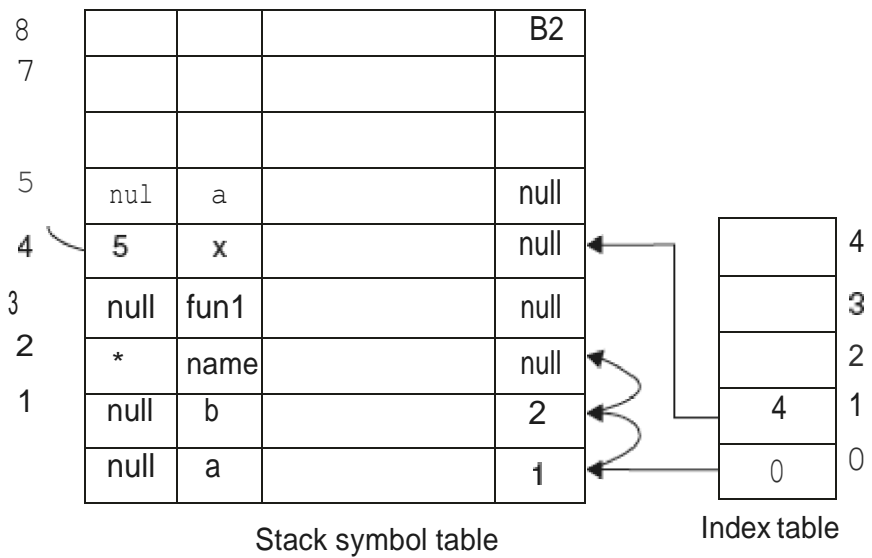 8 B2
7
5 nul a null
4 5 x null 4
3 null fun1 null 3
2 * name null 2
1 null b 2 4 1
null a 1 0 0
Stack symbol table Index table